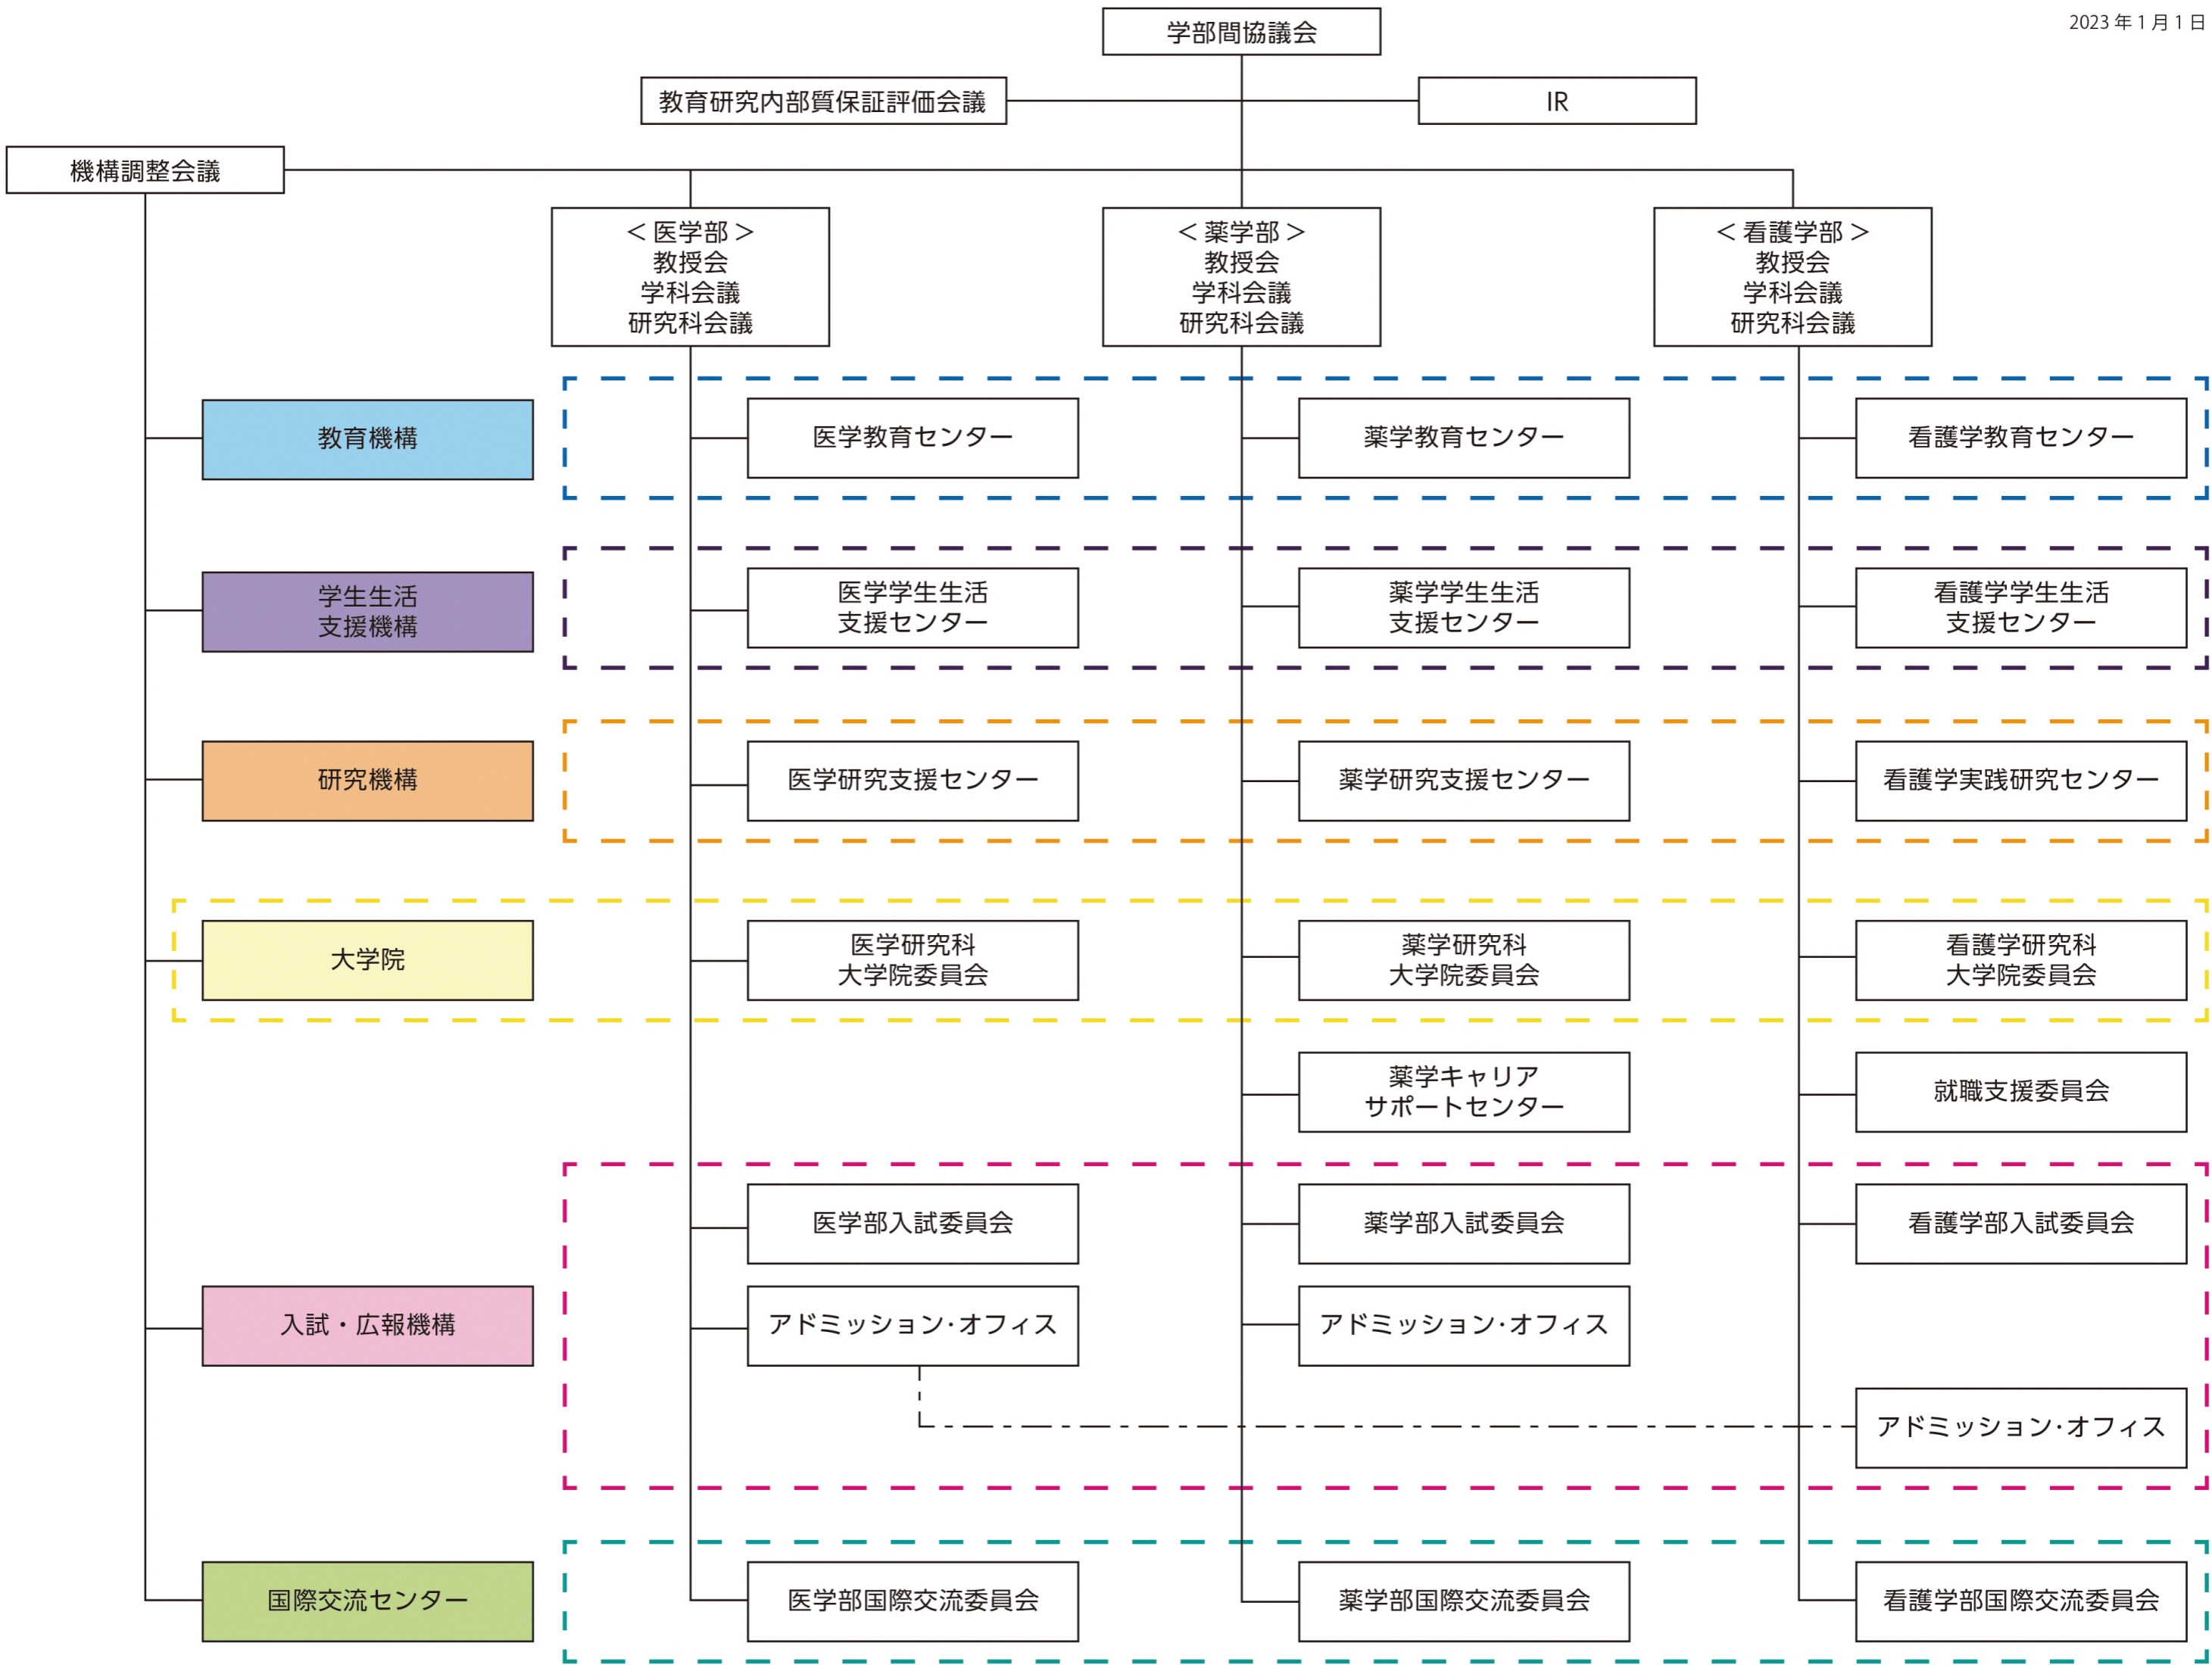 2023 年 1 月 1 日
学部間協議会
教育研究内部質保証評価会議
IR
機構調整会議
＜ 医学部 ＞
教授会
学科会議
研究科会議
＜ 薬学部 ＞
教授会
学科会議
研究科会議
＜ 看護学部 ＞
教授会
学科会議
研究科会議
教育機構
医学教育センター
薬学教育センター
看護学教育センター
学生生活
支援機構
医学学生生活
支援センター
薬学学生生活
支援センター
看護学学生生活
支援センター
研究機構
医学研究支援センター
薬学研究支援センター
看護学実践研究センター
大学院
医学研究科
大学院委員会
薬学研究科
大学院委員会
看護学研究科
大学院委員会
薬学キャリア
サポートセンター
就職支援委員会
医学部入試委員会
薬学部入試委員会
看護学部入試委員会
入試・広報機構
アドミッション･オフィス
アドミッション･オフィス
アドミッション･オフィス
国際交流センター
医学部国際交流委員会
薬学部国際交流委員会
看護学部国際交流委員会